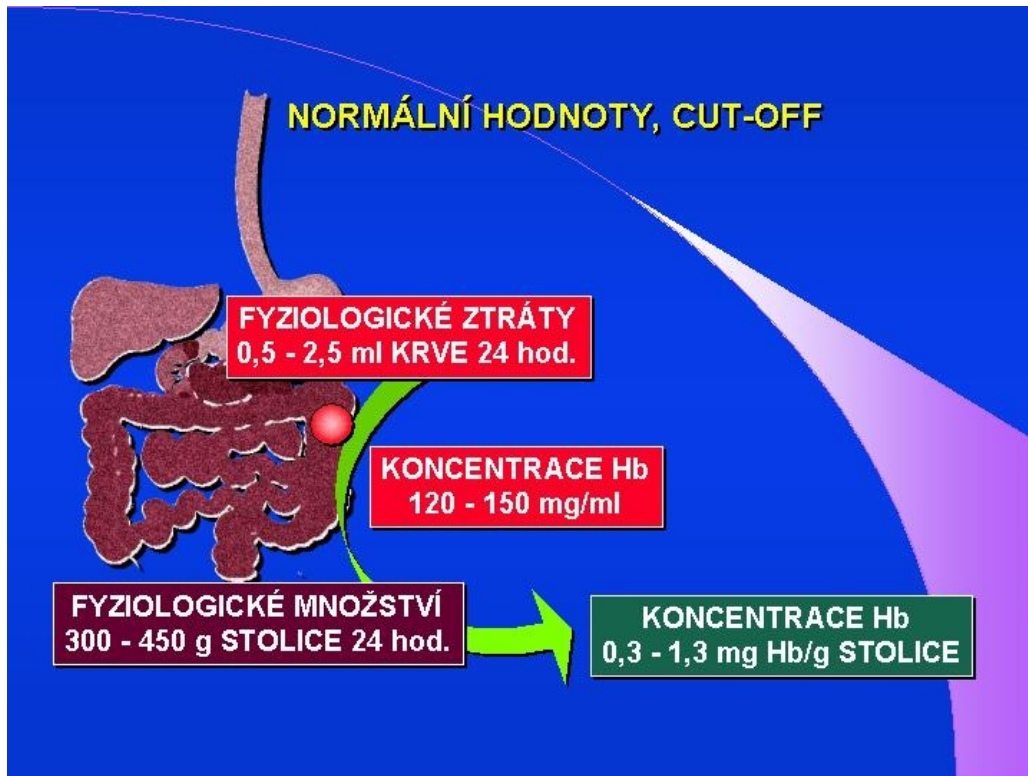 NORMÁLNÍ HODNOTY, CUT-OFF
FYZIOLOGICKÉ ZTRÁTY
0,5 - 2,5 ml KRVE 24 hod.
KONCENTRACE Hb
120 - 150 mg/ml
FYZIOLOGICKÉ MNOŽSTVÍ
300 - 450 g STOLICE 24 hod.
KONCENTRACE Hb
0,3 - 1,3 mg Hb/g STOLICE